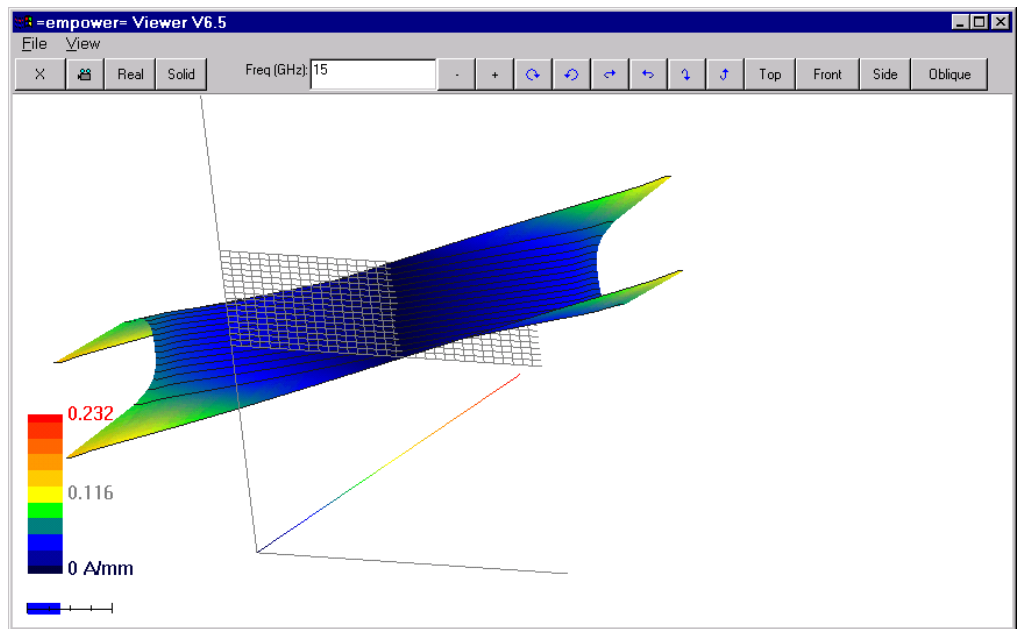 =empower= Viewer V6.5
File View
X Real Solid Freq (GHz): 15 - + Top Front Side Oblique
0.232
0.116
0 A/mm